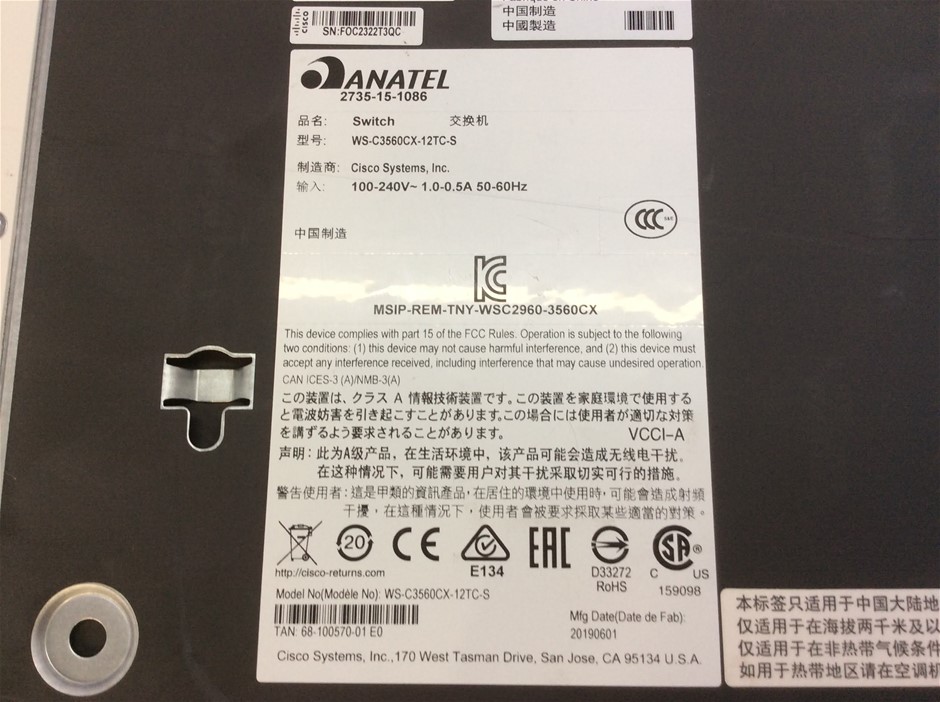 CISCO
SN:FOC2322T3QC
中国制造
中國製造
ANATEL
2735-15-1086
品名: Switch 交换机
型号: WS-C3560CX-12TC-S
制造商: Cisco Systems, Inc.
输入: 100-240V~ 1.0-0.5A 50-60Hz
CCC
中国制造
MSIP-REM-TNY-WSC2960-3560CX
This device complies with part 15 of the FCC Rules. Operation is subject to the following
two conditions: (1) this device may not cause harmful interference, and (2) this device must
accept any interference received, including interference that may cause undesired operation.
CAN ICES-3 (A)/NMB-3(A)
この装置は、クラス A 情報技術装置です。この装置を家庭環境で使用する
と電波妨害を引き起こすことがあります。この場合には使用者が適切な対策
を講ずるよう要求されることがあります。 VCCI-A
声明: 此为A级产品，在生活环境中，该产品可能会造成无线电干扰。
在这种情况下，可能需要用户对其干扰采取切实可行的措施。
警告使用者: 這是甲類的資訊產品，在居住的環境中使用時，可能會造成射頻
干擾，在這種情況下，使用者會被要求採取某些適當的對策。
20 CE E134 EAC D33272 RoHS C SA ® US 159098
http://cisco-returns.com
Model No(Modèle No): WS-C3560CX-12TC-S
Mfg Date(Date de Fab):
TAN: 68-100570-01 E0 20190601
Cisco Systems, Inc.,170 West Tasman Drive, San Jose, CA 95134 U.S.A.
本标签只适用于中国大陆地
仅适用于在海拔两千米及以
仅适用于在非热带气候条件
如用于热带地区请在空调机